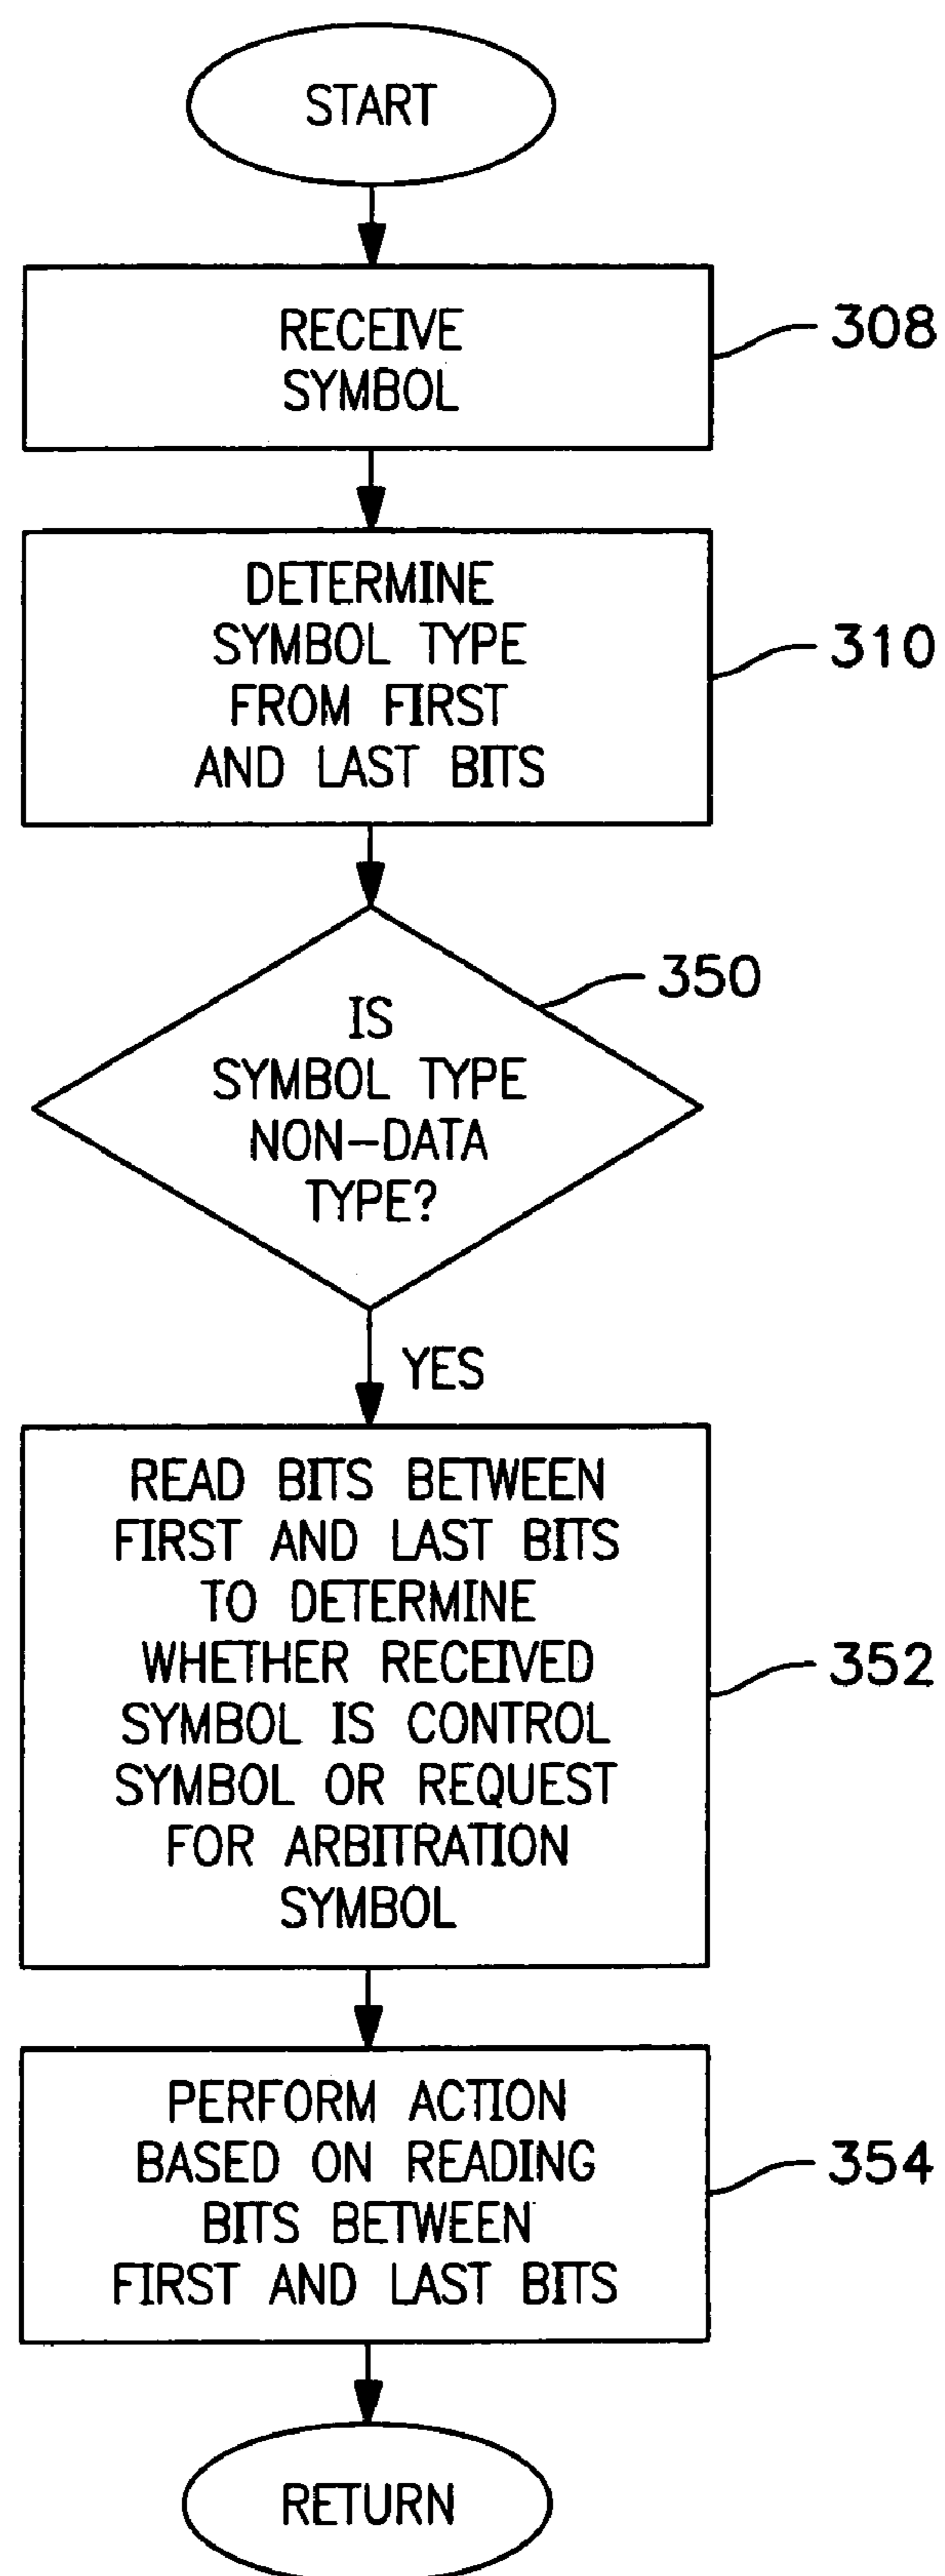 START
RECEIVE
SYMBOL
308
DETERMINE
SYMBOL TYPE
FROM FIRST
AND LAST BITS
310
IS
SYMBOL TYPE
NON-DATA
TYPE?
350
YES
READ BITS BETWEEN
FIRST AND LAST BITS
TO DETERMINE
WHETHER RECEIVED
SYMBOL IS CONTROL
SYMBOL OR REQUEST
FOR ARBITRATION
SYMBOL
352
PERFORM ACTION
BASED ON READING
BITS BETWEEN
FIRST AND LAST BITS
354
RETURN